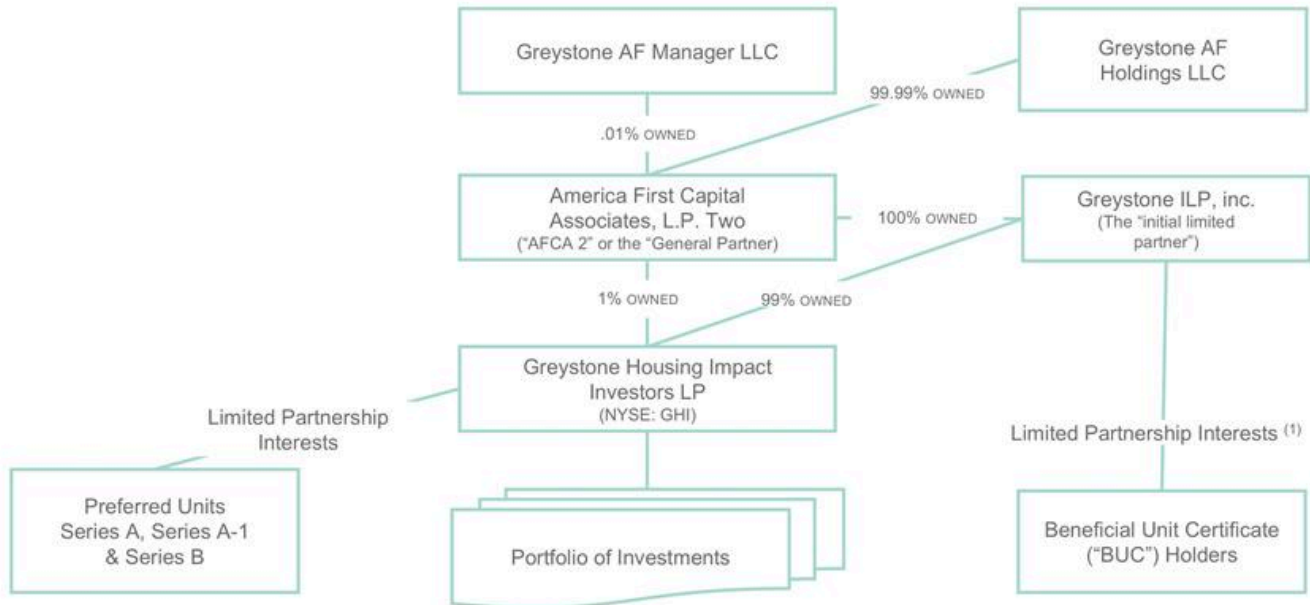 Greystone AF Manager LLC
Greystone AF
Holdings LLC
99.99% OWNED
.01% OWNED
America First Capital
Associates, L.P. Two
(“AFCA 2” or the “General Partner)
100% OWNED
Greystone ILP, inc.
(The “initial limited
partner”)
1% OWNED
99% OWNED
Greystone Housing Impact
Investors LP
(NYSE: GHI)
Limited Partnership
Interests
Limited Partnership Interests (1)
Preferred Units
Series A, Series A-1
& Series B
Portfolio of Investments
Beneficial Unit Certificate
(“BUC”) Holders